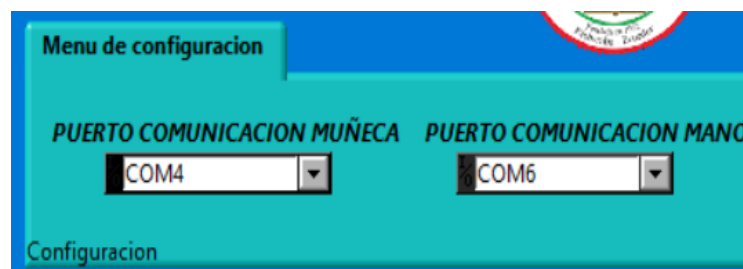 Menu de configuracion
PUERTO COMUNICACION MUÑECA PUERTO COMUNICACION MANO
COM4 COM6
Configuracion